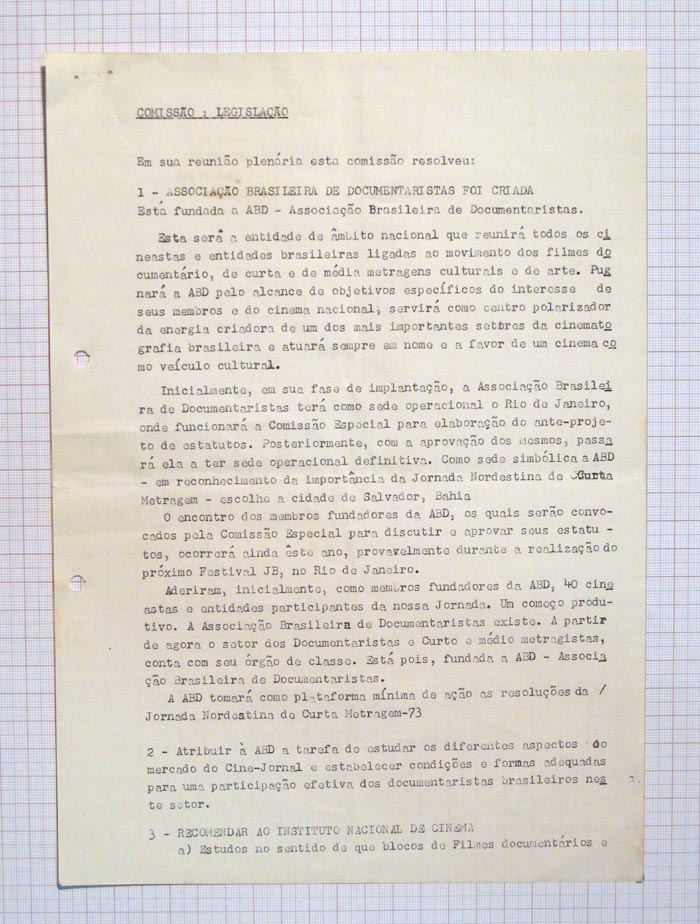 COMISSÃO : LEGISLAÇÃO
Em sua reunião plenária esta comissão resolveu:
1 - ASSOCIAÇÃO BRASILEIRA DE DOCUMENTARISTAS FOI CRIADA
Está fundada a ABD - Associação Brasileira de Documentaristas.
Esta será a entidade de âmbito nacional que reunirá todos os ci
neastas e entidades brasileiras ligadas ao movimento dos filmes do
cumentário, de curta e de média metragens culturais e de arte. Pug
nará a ABD pelo alcance de objetivos específicos do interesse de
seus membros e do cinema nacional; servirá como centro polarizador
da energia criadora de um dos mais importantes setôres da cinemato
grafia brasileira e atuará sempre em nome e a favor de um cinema co
mo veículo cultural.
Inicialmente, em sua fase de implantação, a Associação Brasilei
ra de Documentaristas terá como sede operacional o Rio de Janeiro,
onde funcionará a Comissão Especial para elaboração do ante-proje-
to de estatutos. Posteriormente, com a aprovação dos mesmos, passa
rá ela a ter sede operacional definitiva. Como sede simbólica a ABD
- em reconhecimento da importância da Jornada Nordestina de Curta
Metragem - escolhe a cidade de Salvador, Bahia
O encontro dos membros fundadores da ABD, os quais serão convo-
cados pela Comissão Especial para discutir e aprovar seus estatu -
tos, ocorrerá ainda êste ano, provavelmente durante a realização do
próximo Festival JB, no Rio de Janeiro.
Aderiram, inicialmente, como membros fundadores da ABD, 40 cine
astas e entidades participantes da nossa Jornada. Um começo produ-
tivo. A Associação Brasileira de Documentaristas existe. A partir
de agora o setor dos Documentaristas e Curto e médio metragistas,
conta com seu órgão de classe. Está pois, fundada a ABD - Associa
ção Brasileira de Documentaristas.
A ABD tomará como plataforma mínima de ação as resoluções da /
Jornada Nordestina de Curta Metragem-73
2 - Atribuir à ABD a tarefa de estudar os diferentes aspectos do
mercado do Cine-Jornal e estabelecer condições e formas adequadas
para uma participação efetiva dos documentaristas brasileiros nes
te setor.
3 - RECOMENDAR AO INSTITUTO NACIONAL DE CINEMA
a) Estudos no sentido de que blocos de Filmes documentários e